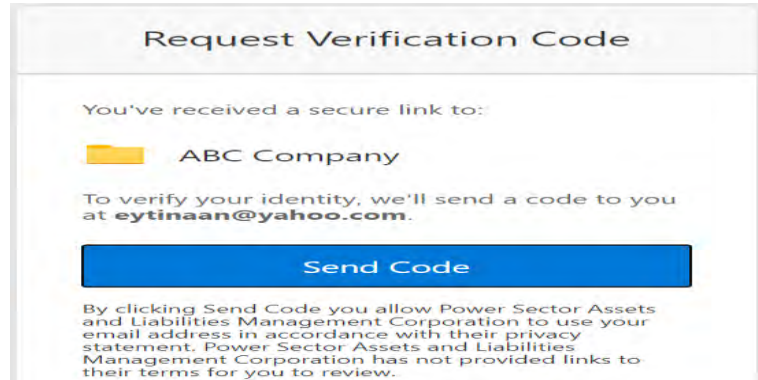 Request Verification Code
You've received a secure link to:
ABC Company
To verify your identity, we'll send a code to you
at eytinaan@yahoo.com.
Send Code
By clicking Send Code you allow Power Sector Assets
and Liabilities Management Corporation to use your
email address in accordance with their privacy
statement. Power Sector Assets and Liabilities
Management Corporation has not provided links to
their terms for you to review.